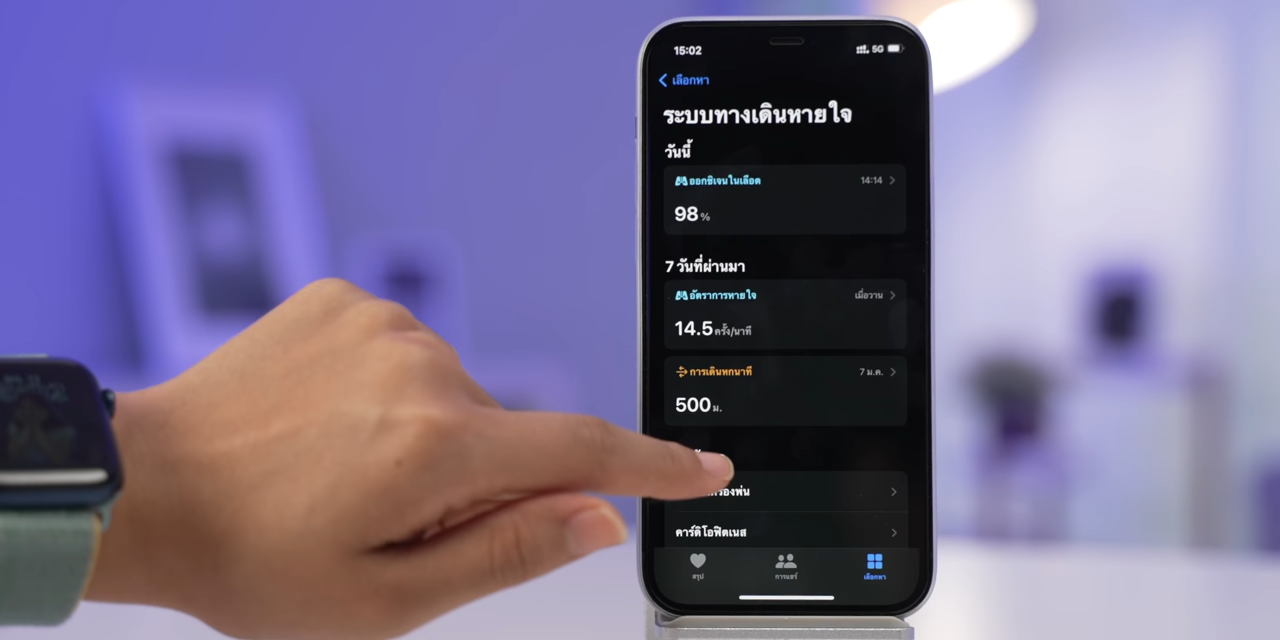 15:02
5G
เลือกหา
ระบบทางเดินหายใจ
วันนี้
ออกซิเจนในเลือด 14:14
98 %
7 วันที่ผ่านมา
อัตราการหายใจ เมื่อวาน
14.5 ครั้ง/นาที
การเดินหกนาที 7 ม.ค.
500 ม.
คาร์ดิโอฟิตเนส
สรุป การแชร์ เลือกหา